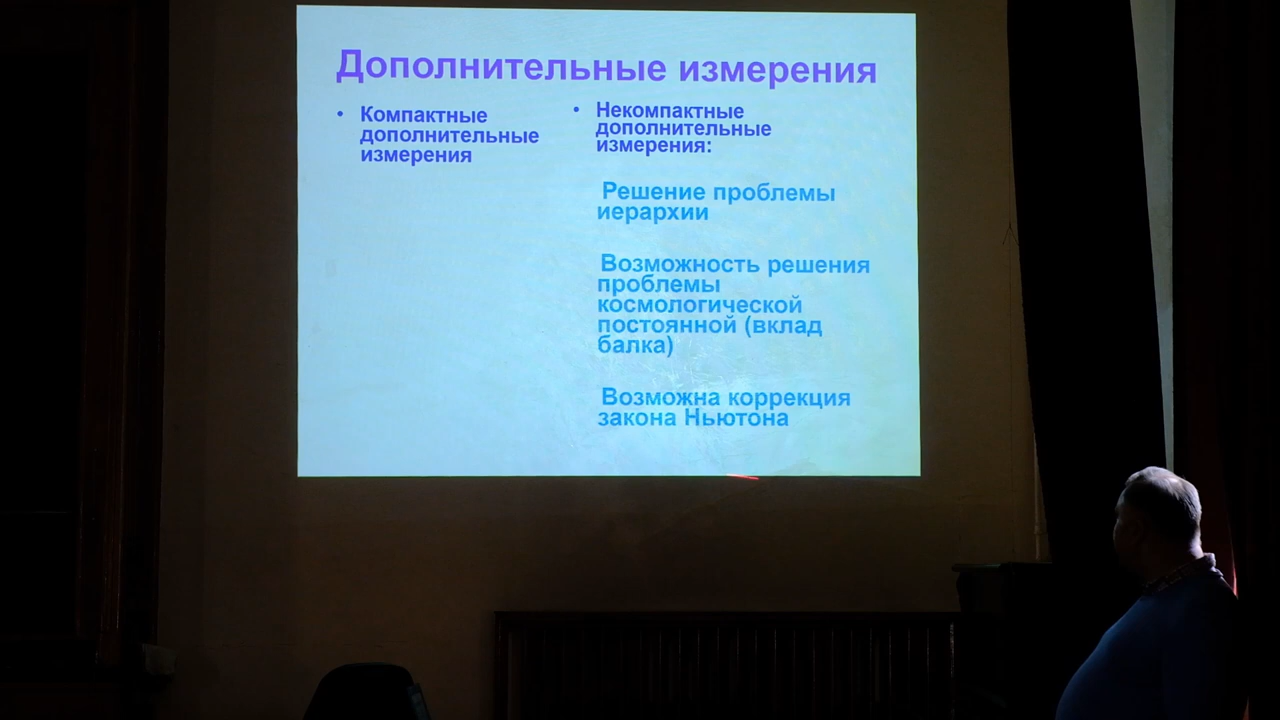 Дополнительные измерения
• Компактные
дополнительные
измерения
• Некомпактные
дополнительные
измерения:
Решение проблемы
иерархии
Возможность решения
проблемы
космологической
постоянной (вклад
балка)
Возможна коррекция
закона Ньютона